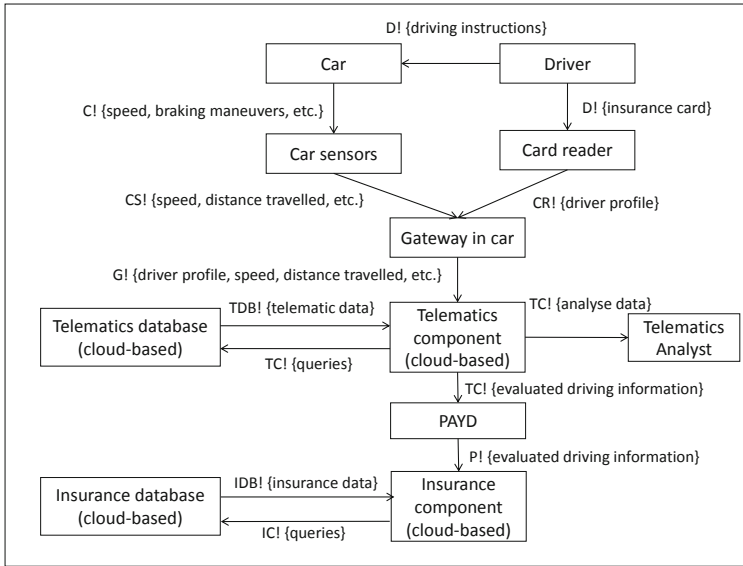 D! {driving instructions}
Car
Driver
C! {speed, braking maneuvers, etc.}
D! {insurance card}
Car sensors
Card reader
CS! {speed, distance travelled, etc.}
CR! {driver profile}
Gateway in car
G! {driver profile, speed, distance travelled, etc.}
TDB! {telematic data}
TC! {analyse data}
Telematics database
(cloud-based)
Telematics
component
(cloud-based)
Telematics
Analyst
TC! {queries}
TC! {evaluated driving information}
PAYD
P! {evaluated driving information}
IDB! {insurance data}
Insurance database
(cloud-based)
Insurance
component
(cloud-based)
IC! {queries}